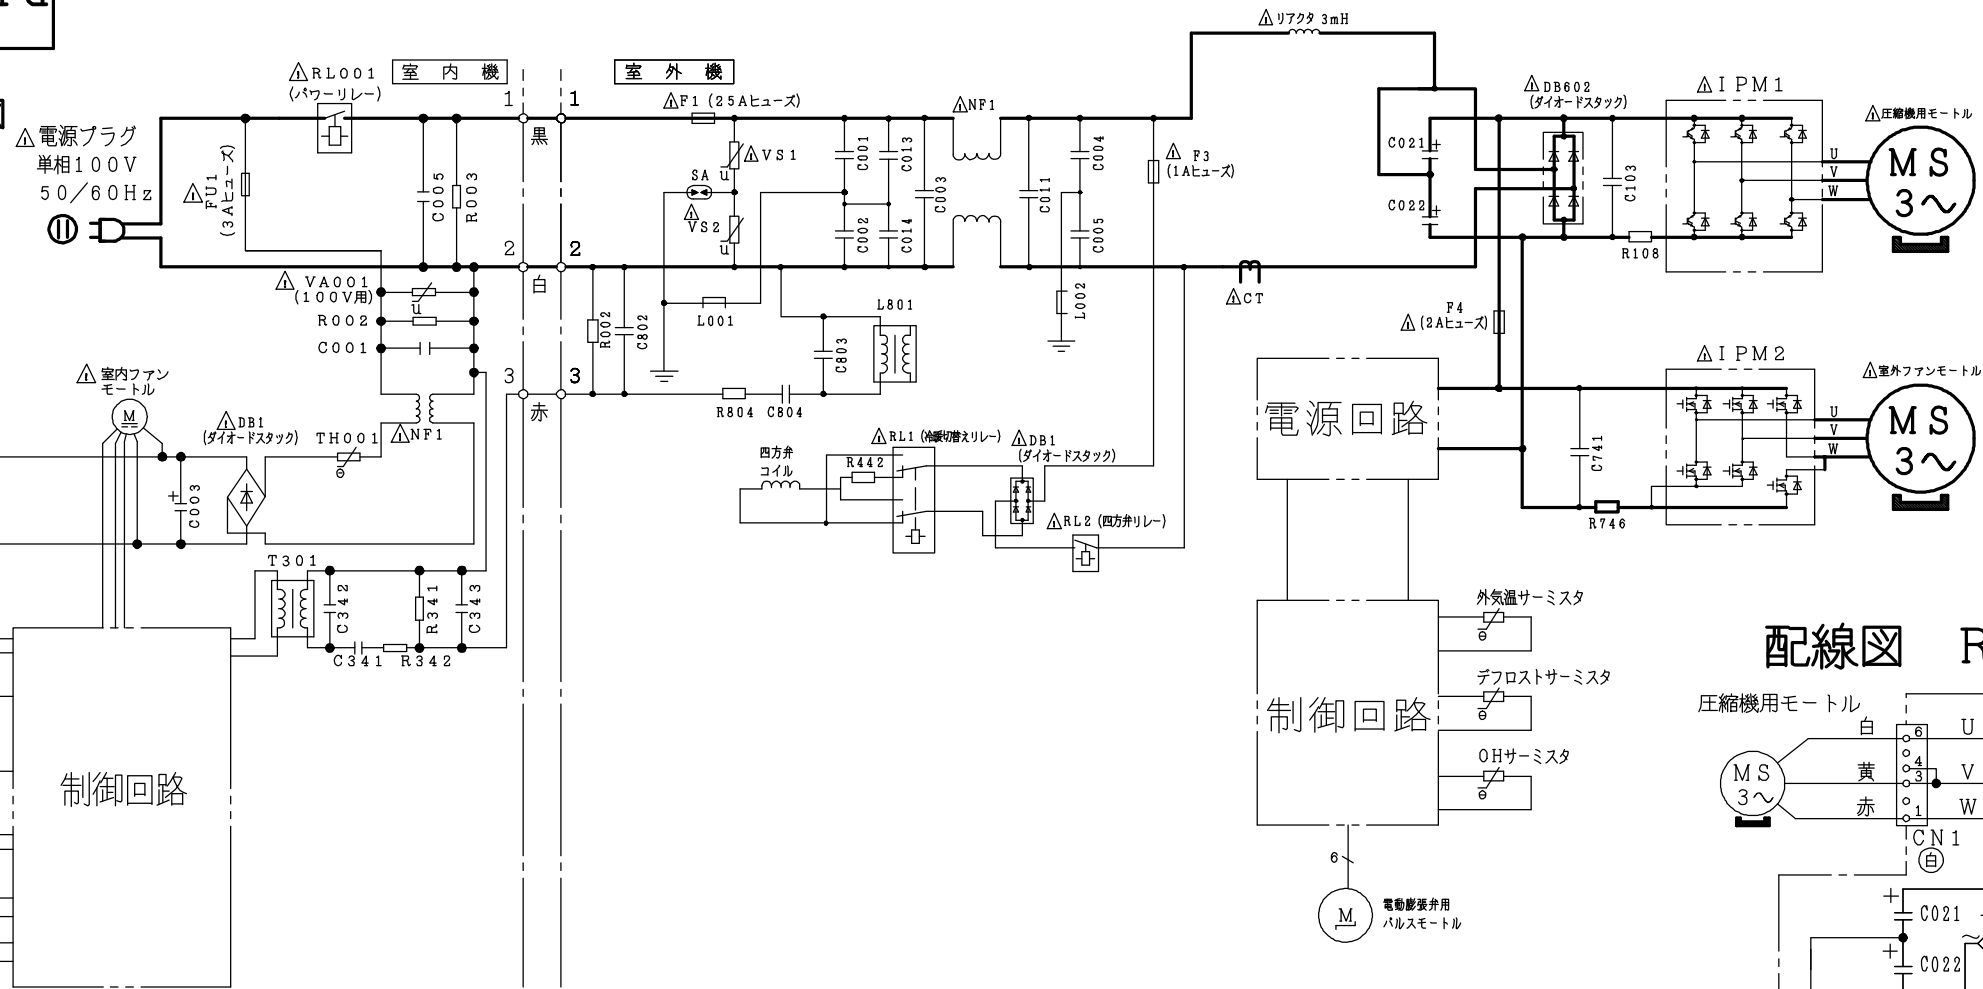 リアクタ 3mH
RL001
(パワーリレー)
室 内 機
室 外 機
1
1
F1 (25Aヒューズ)
NF1
DB602
(ダイオードスタック)
IPM1
圧縮機用モートル
電源プラグ
単相100V
50/60Hz
FU1
(3Aヒューズ)
C005
R003
黒
VS1
u
SA
VS2
u
C001
C013
C002
C014
C003
C011
C004
C005
F3
(1Aヒューズ)
C021
+
C022
+
C103
R108
U
V
W
MS
3〜
2
2
白
VA001
(100V用)
u
R002
C001
R002
C802
L001
L801
C803
L002
CT
F4
(2Aヒューズ)
3
3
赤
R804
C804
IPM2
室外ファンモートル
室内ファン
モートル
M
DB1
(ダイオードスタック)
TH001
θ
NF1
+
C003
四方弁
コイル
R442
RL1 (冷暖切替えリレー)
DB1
(ダイオードスタック)
RL2 (四方弁リレー)
電源回路
C741
R746
U
V
W
MS
3〜
T301
C342
R341
C343
C341
R342
制御回路
制御回路
外気温サーミスタ
θ
デフロストサーミスタ
θ
OHサーミスタ
θ
6
M
電動膨張弁用
パルスモートル
配線図 R
圧縮機用モートル
MS
3〜
白
黄
赤
6
4
3
1
U
V
W
CN1
白
+
C021
+
C022